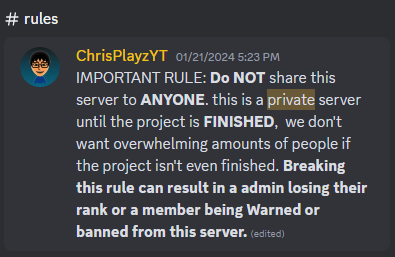 # rules
ChrisPlayzYT 01/21/2024 5:23 PM
IMPORTANT RULE: Do NOT share this
server to ANYONE. this is a private server
until the project is FINISHED,  we don't
want overwhelming amounts of people if
the project isn't even finished. Breaking
this rule can result in a admin losing their
rank or a member being Warned or
banned from this server. (edited)